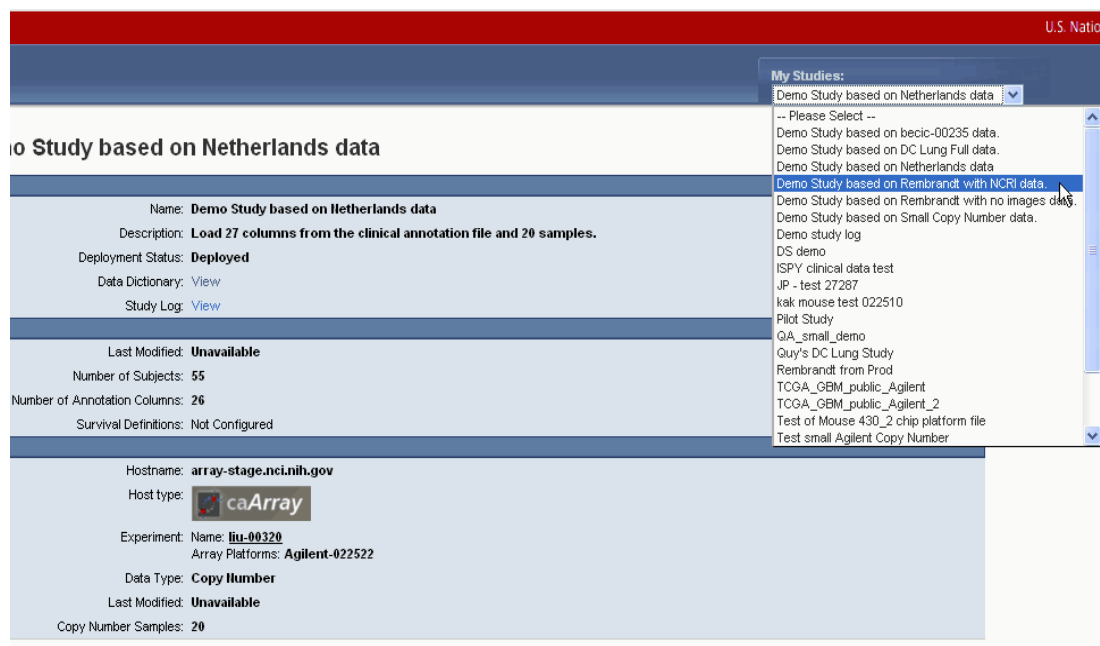 U.S. Natio
My Studies:
Demo Study based on Netherlands data
-- Please Select --
Demo Study based on becic-00235 data.
Demo Study based on DC Lung Full data.
Demo Study based on Netherlands data
Demo Study based on Rembrandt with NCRI data.
Demo Study based on Rembrandt with no images data.
Demo Study based on Small Copy Number data.
Demo study log
DS demo
ISPY clinical data test
JP - test 27287
kak mouse test 022510
Pilot Study
QA_small_demo
Quy's DC Lung Study
Rembrandt from Prod
TCGA_GBM_public_Agilent
TCGA_GBM_public_Agilent_2
Test of Mouse 430_2 chip platform file
Test small Agilent Copy Number
o Study based on Netherlands data
Name: Demo Study based on Netherlands data
Description: Load 27 columns from the clinical annotation file and 20 samples.
Deployment Status: Deployed
Data Dictionary: View
Study Log: View
Last Modified: Unavailable
Number of Subjects: 55
Number of Annotation Columns: 26
Survival Definitions: Not Configured
Hostname: array-stage.nci.nih.gov
Host type: caArray
Experiment: Name: liu-00320
Array Platforms: Agilent-022522
Data Type: Copy Number
Last Modified: Unavailable
Copy Number Samples: 20